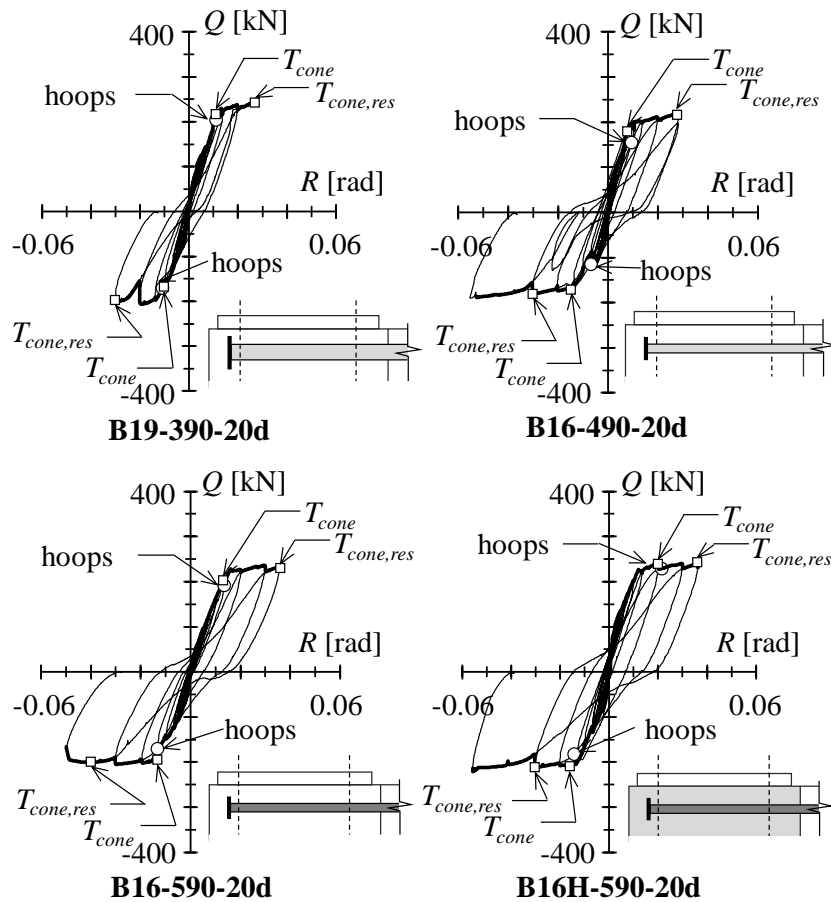 400 Q [kN]
T_cone
hoops
T_cone,res
R [rad]
-0.06
0.06
hoops
T_cone,res
T_cone
-400
B19-390-20d
400 Q [kN]
T_cone
T_cone,res
hoops
R [rad]
-0.06
0.06
hoops
T_cone,res
T_cone
-400
B16-490-20d
400 Q [kN]
T_cone
hoops
T_cone,res
R [rad]
-0.06
0.06
hoops
T_cone,res
T_cone
-400
B16-590-20d
400 Q [kN]
T_cone
hoops
T_cone,res
R [rad]
-0.06
0.06
hoops
T_cone,res
T_cone
-400
B16H-590-20d